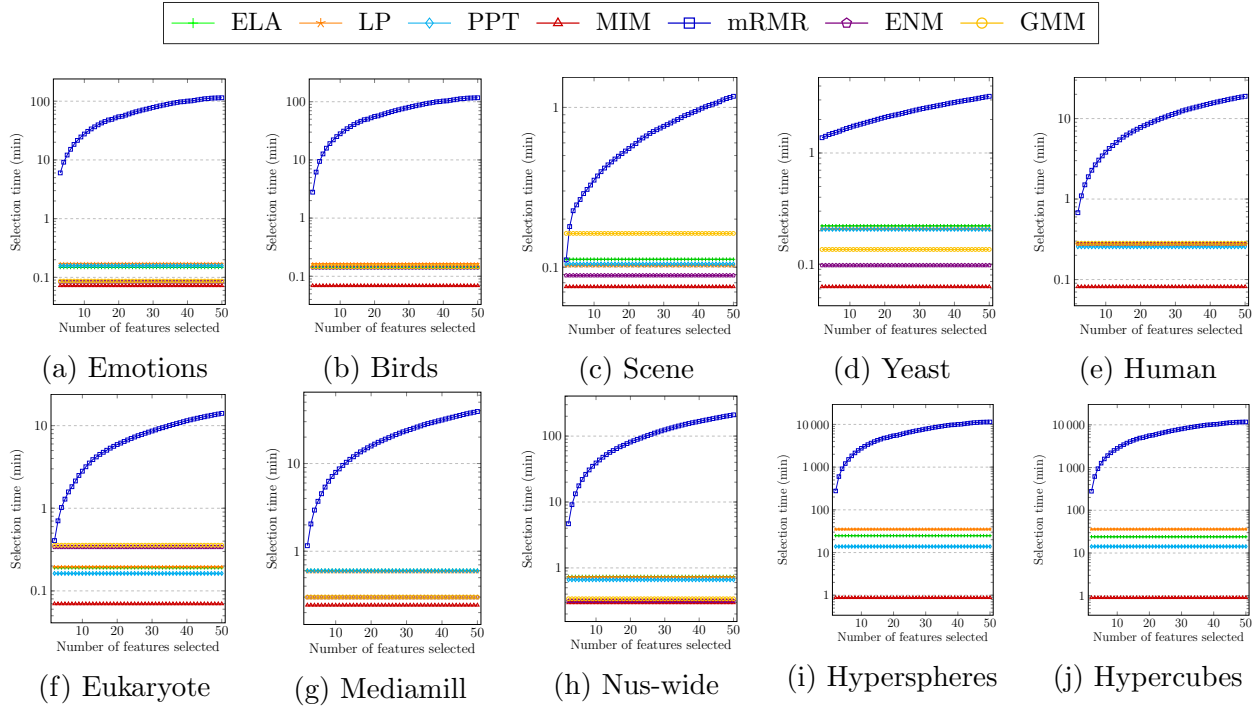 ELA LP PPT MIM mRMR ENM GMM
Selection time (min)
100
10
1
0.1
10 20 30 40 50
Number of features selected
(a) Emotions
Selection time (min)
100
10
1
0.1
10 20 30 40 50
Number of features selected
(b) Birds
Selection time (min)
1
0.1
10 20 30 40 50
Number of features selected
(c) Scene
Selection time (min)
1
0.1
10 20 30 40 50
Number of features selected
(d) Yeast
Selection time (min)
10
1
0.1
10 20 30 40 50
Number of features selected
(e) Human
Selection time (min)
10
1
0.1
10 20 30 40 50
Number of features selected
(f) Eukaryote
Selection time (min)
10
1
10 20 30 40 50
Number of features selected
(g) Mediamill
Selection time (min)
100
10
1
10 20 30 40 50
Number of features selected
(h) Nus-wide
Selection time (min)
10 000
1 000
100
10
1
10 20 30 40 50
Number of features selected
(i) Hyperspheres
Selection time (min)
10 000
1 000
100
10
1
10 20 30 40 50
Number of features selected
(j) Hypercubes